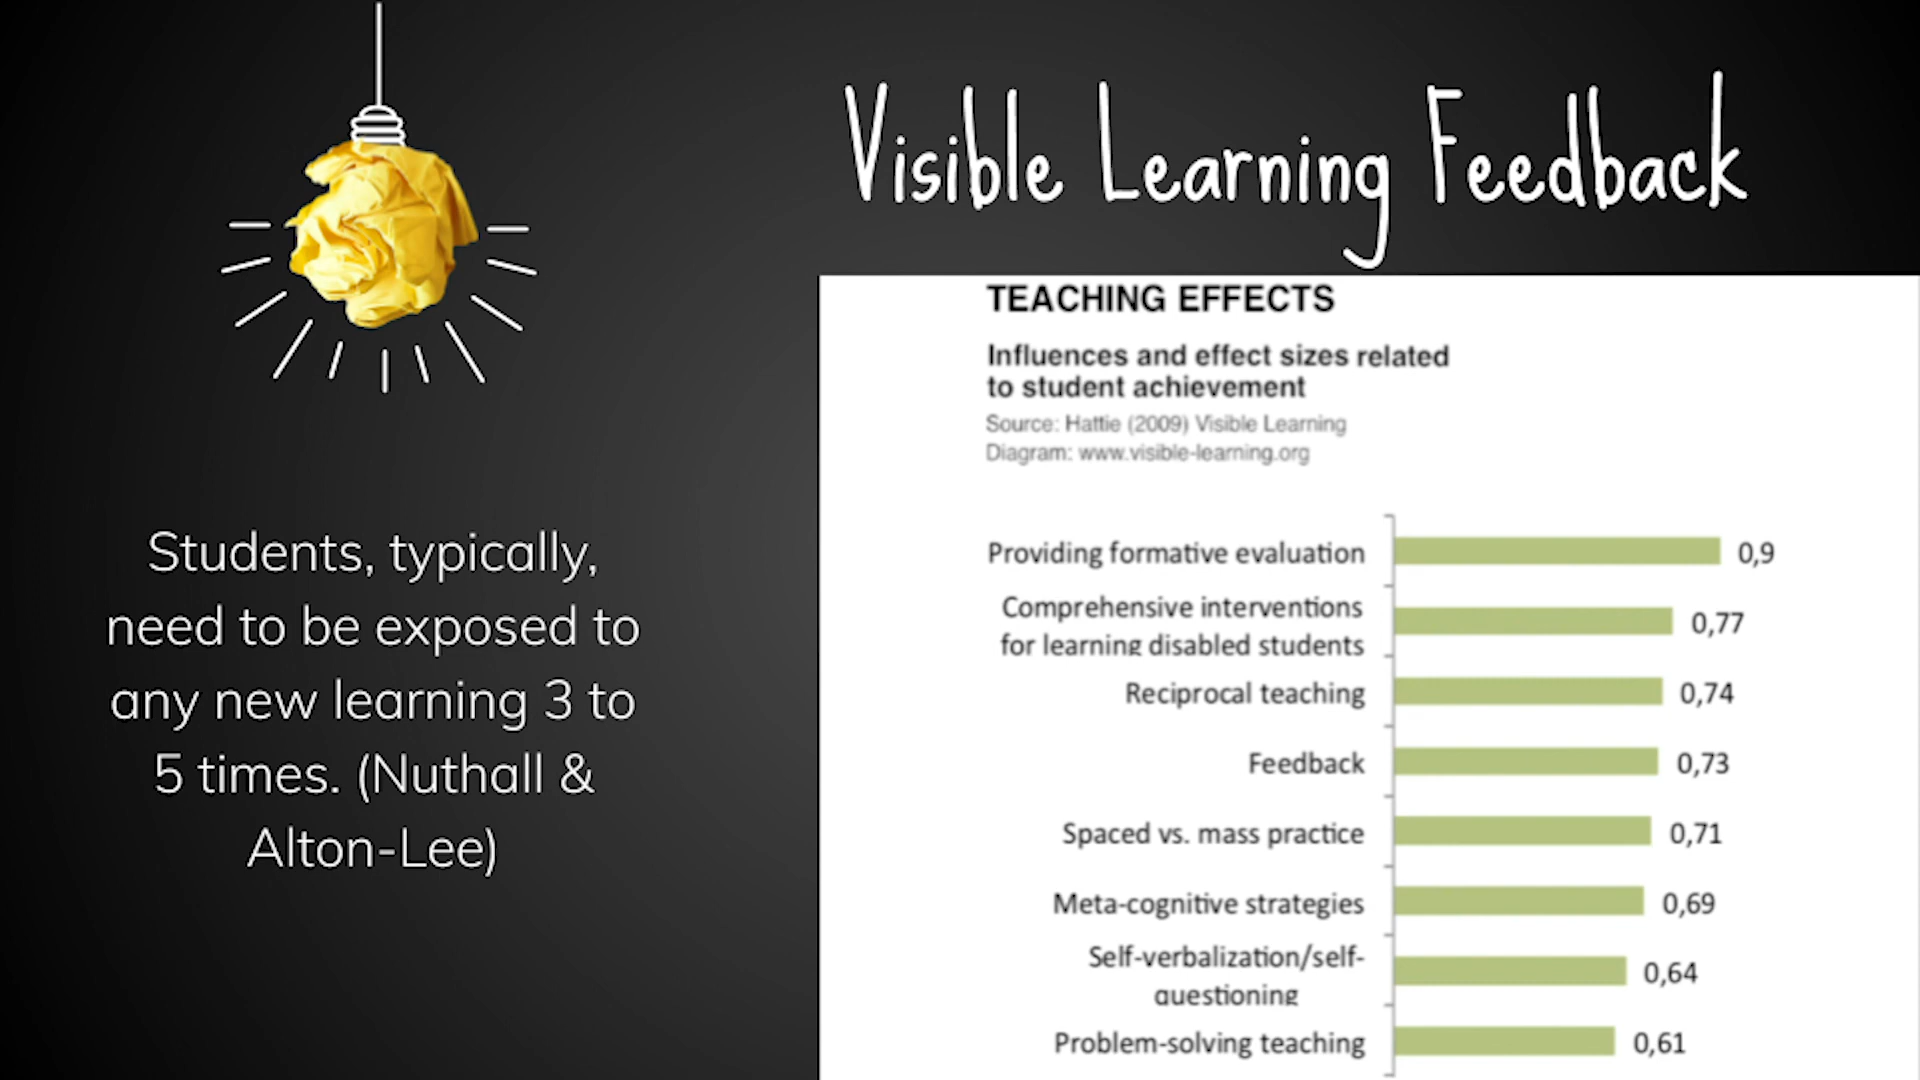 Visible Learning Feedback
Students, typically,
need to be exposed to
any new learning 3 to
5 times. (Nuthall &
Alton-Lee)
TEACHING EFFECTS
Influences and effect sizes related
to student achievement
Source: Hattie (2009) Visible Learning
Diagram: www.visible-learning.org
Providing formative evaluation 0,9
Comprehensive interventions
for learning disabled students 0,77
Reciprocal teaching 0,74
Feedback 0,73
Spaced vs. mass practice 0,71
Meta-cognitive strategies 0,69
Self-verbalization/self-
questioning 0,64
Problem-solving teaching 0,61